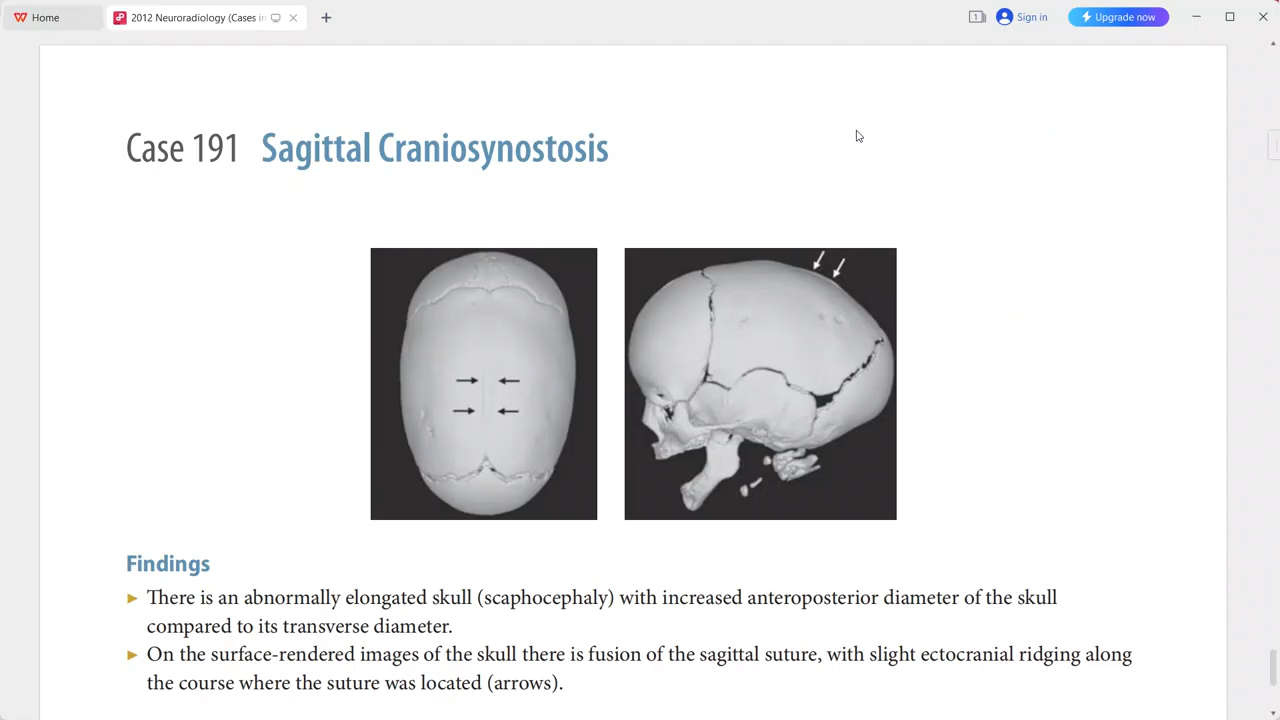 Home
2012 Neuroradiology (Cases in
1
Sign in
Upgrade now
Case 191 Sagittal Craniosynostosis
Findings
► There is an abnormally elongated skull (scaphocephaly) with increased anteroposterior diameter of the skull
compared to its transverse diameter.
► On the surface-rendered images of the skull there is fusion of the sagittal suture, with slight ectocranial ridging along
the course where the suture was located (arrows).